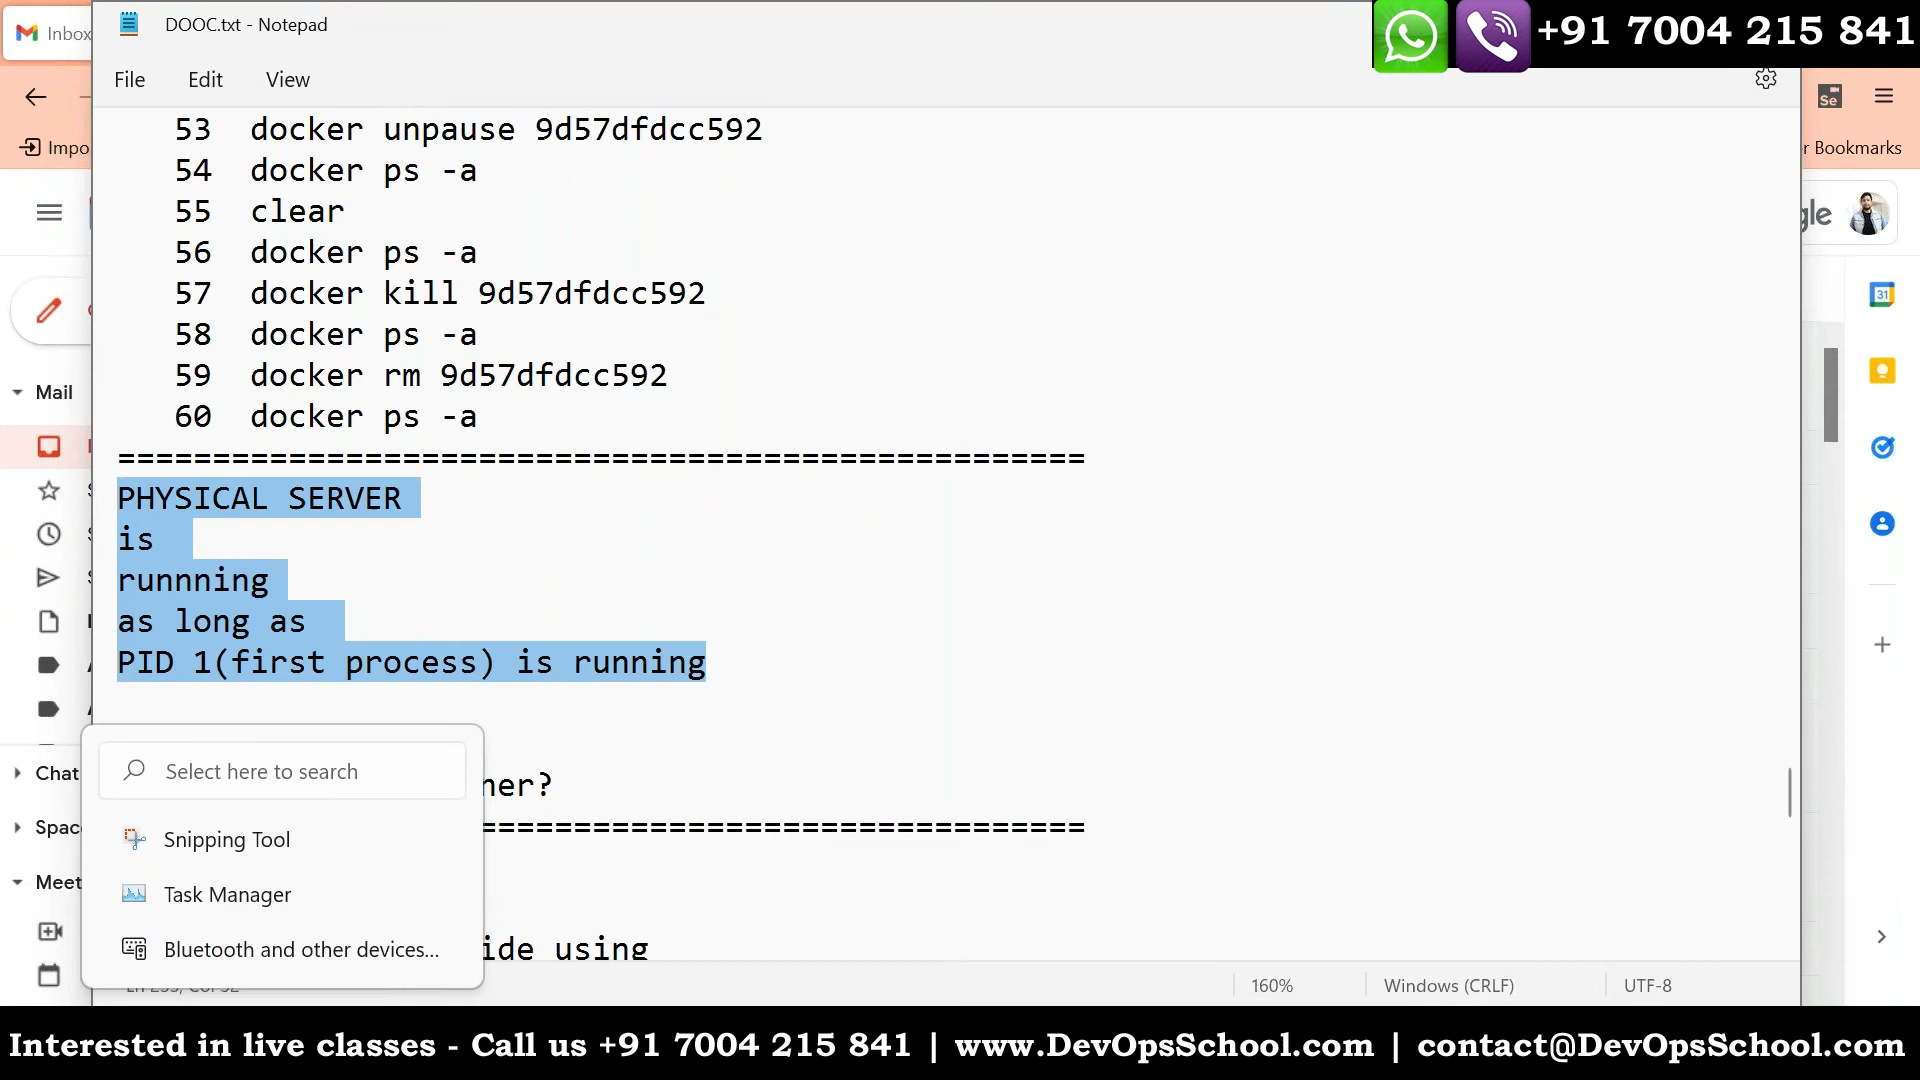 Inbox
DOOC.txt - Notepad
+91 7004 215 841
File Edit View
Se
Impo
r Bookmarks
53 docker unpause 9d57dfdcc592
54 docker ps -a
55 clear
56 docker ps -a
57 docker kill 9d57dfdcc592
58 docker ps -a
59 docker rm 9d57dfdcc592
60 docker ps -a
===================================================
PHYSICAL SERVER
is
runnning
as long as
PID 1(first process) is running
gle
31
Mail
Chat
Spac
Meet
Select here to search
Snipping Tool
Task Manager
Bluetooth and other devices...
ner?
================================
ide using
160%
Windows (CRLF)
UTF-8
Interested in live classes - Call us +91 7004 215 841 | www.DevOpsSchool.com | contact@DevOpsSchool.com